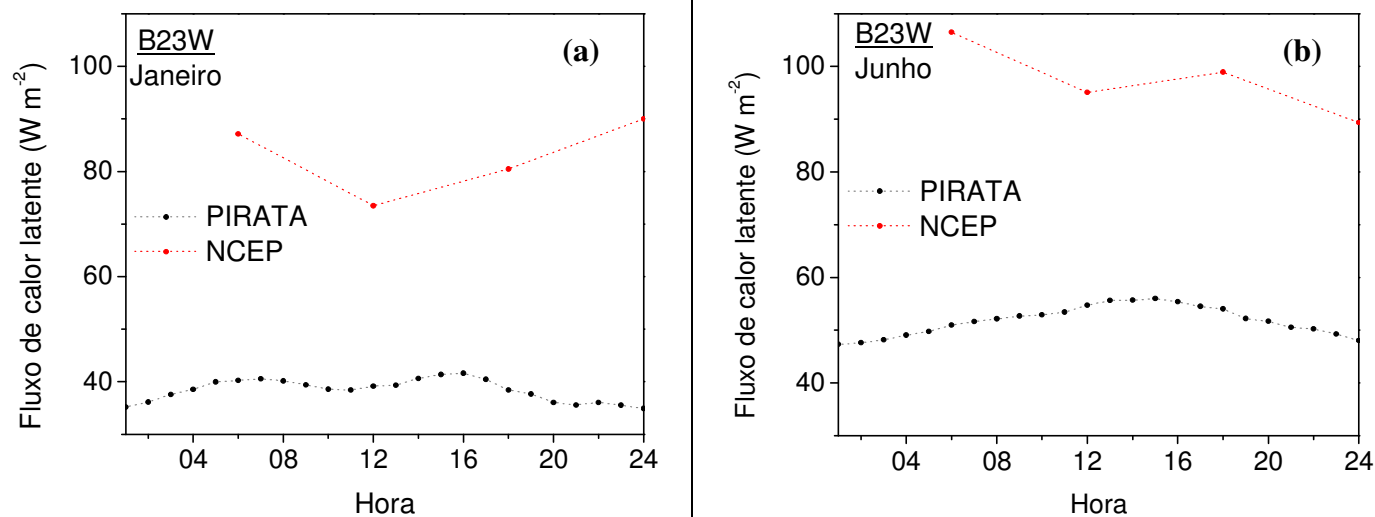 B23W
Janeiro
(a)
Fluxo de calor latente (W m-2)
100
80
60
40
PIRATA
NCEP
04 08 12 16 20 24
Hora
B23W
Junho
(b)
Fluxo de calor latente (W m-2)
100
80
60
40
PIRATA
NCEP
04 08 12 16 20 24
Hora